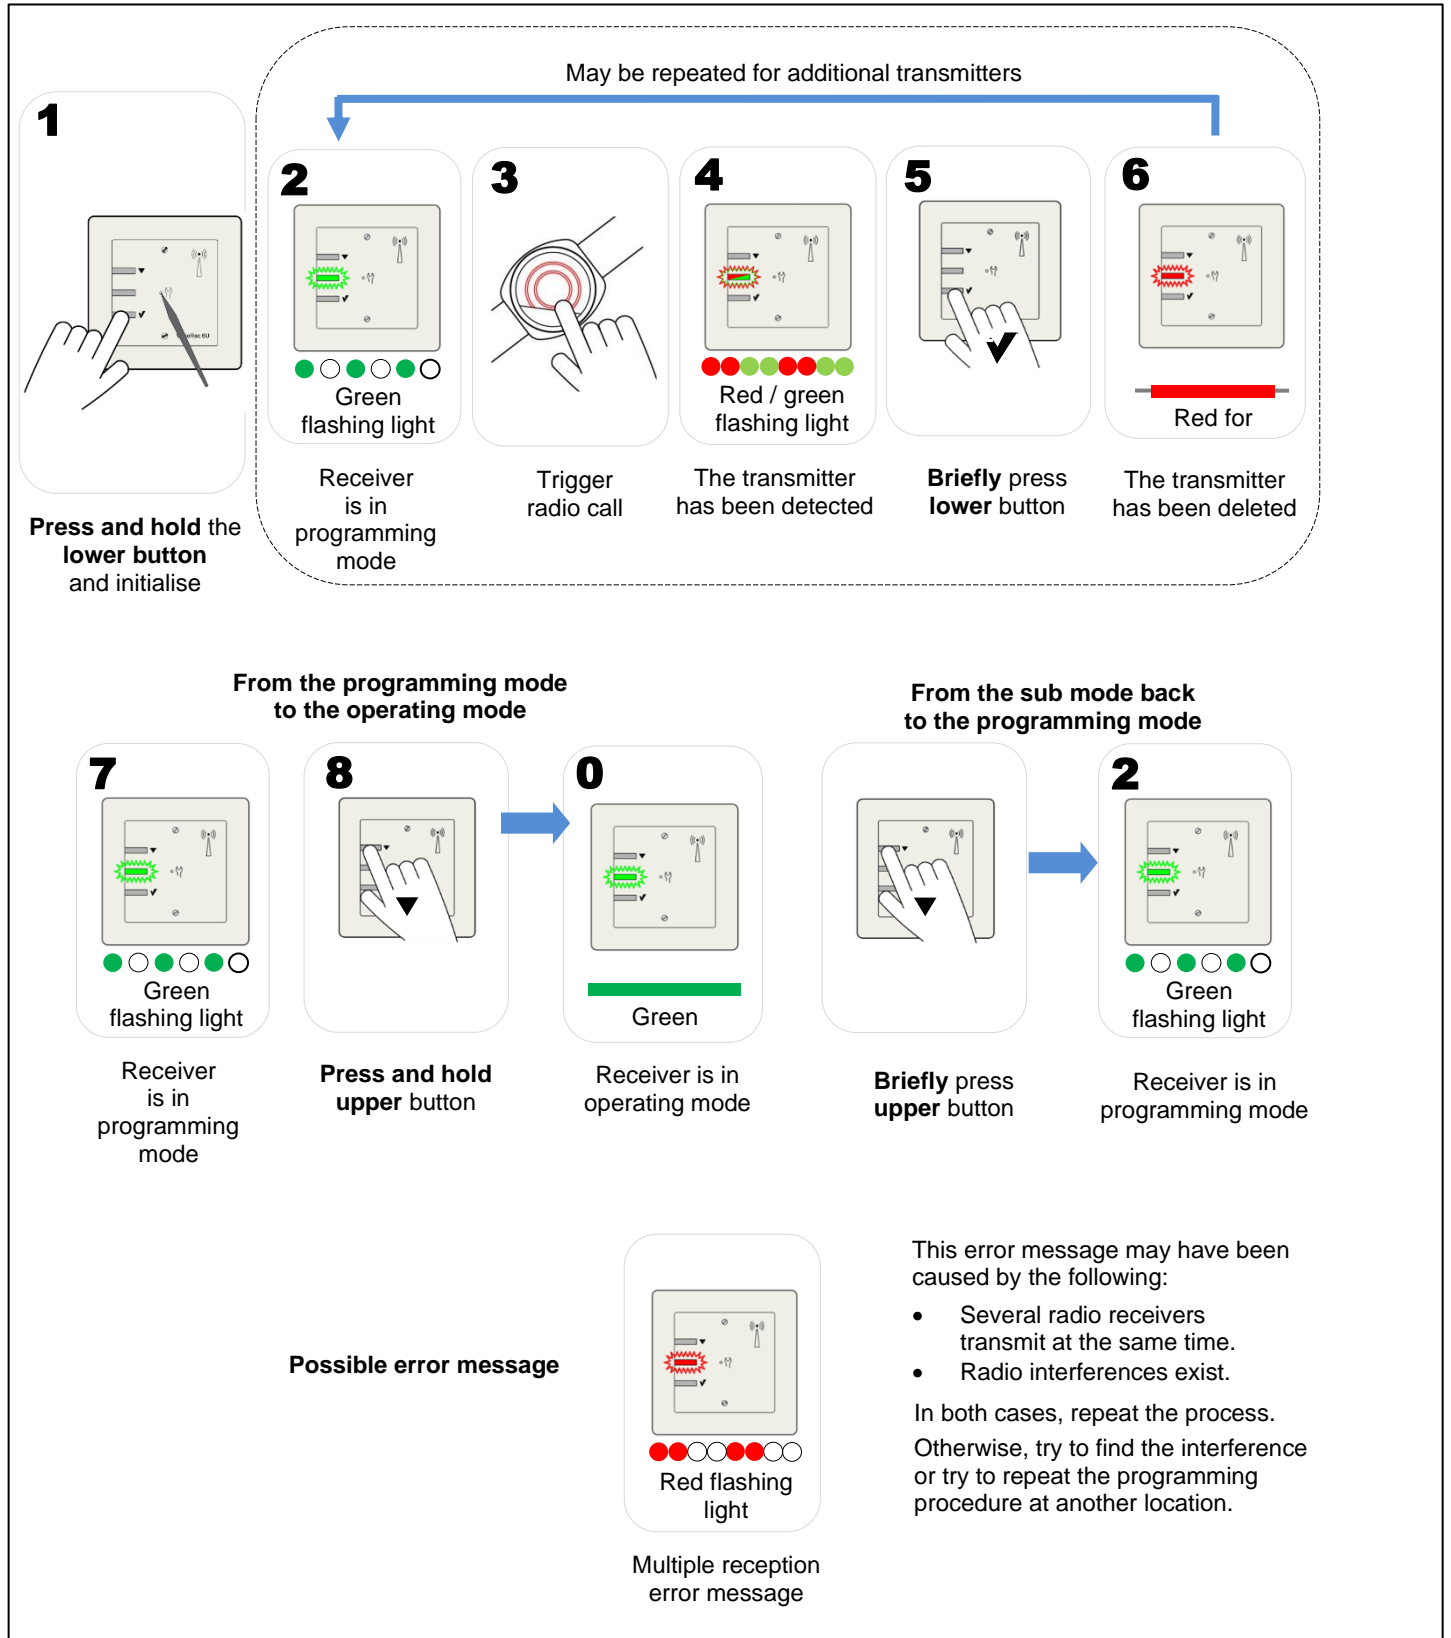 May be repeated for additional transmitters
1
2
3
4
5
6
Green
flashing light
Red / green
flashing light
Red for
Press and hold the
lower button
and initialise
Receiver
is in
programming
mode
Trigger
radio call
The transmitter
has been detected
Briefly press
lower button
The transmitter
has been deleted
From the programming mode
to the operating mode
From the sub mode back
to the programming mode
7
8
0
2
Green
flashing light
Green
Green
flashing light
Receiver
is in
programming
mode
Press and hold
upper button
Receiver is in
operating mode
Briefly press
upper button
Receiver is in
programming mode
Possible error message
Red flashing
light
Multiple reception
error message
This error message may have been
caused by the following:
• Several radio receivers
transmit at the same time.
• Radio interferences exist.
In both cases, repeat the process.
Otherwise, try to find the interference
or try to repeat the programming
procedure at another location.